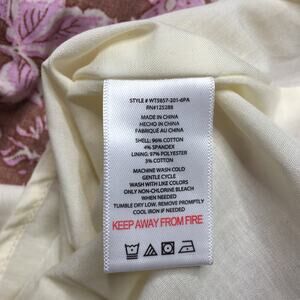 STYLE # WT5857-201-6PA
RN#125288
MADE IN CHINA
HECHO EN CHINA
FABRIQUÉ AU CHINA
SHELL: 96% COTTON
4% SPANDEX
LINING: 97% POLYESTER
3% COTTON
MACHINE WASH COLD
GENTLE CYCLE
WASH WITH LIKE COLORS
ONLY NON-CHLORINE BLEACH
WHEN NEEDED
TUMBLE DRY LOW, REMOVE PROMPTLY
COOL IRON IF NEEDED
KEEP AWAY FROM FIRE